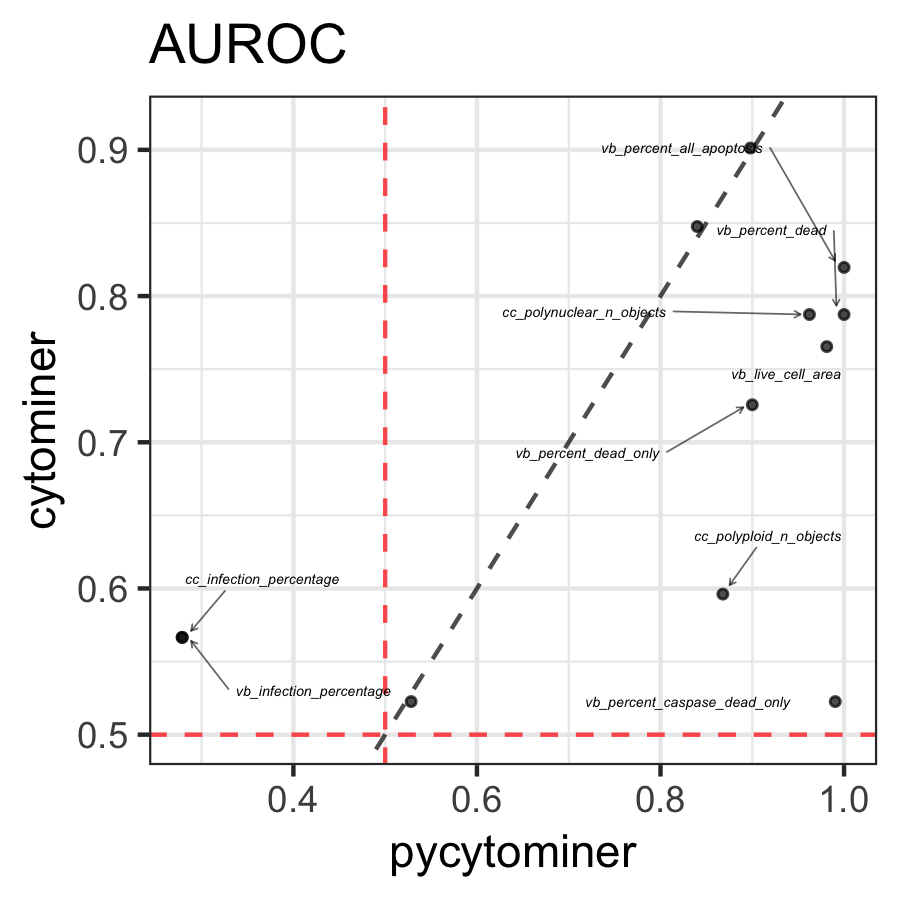 AUROC
cytominer
0.9
0.8
0.7
0.6
0.5
vb_percent_all_apoptosis
vb_percent_dead
cc_polynuclear_n_objects
vb_live_cell_area
vb_percent_dead_only
cc_polyploid_n_objects
cc_infection_percentage
vb_infection_percentage
vb_percent_caspase_dead_only
0.4 0.6 0.8 1.0
pycytominer